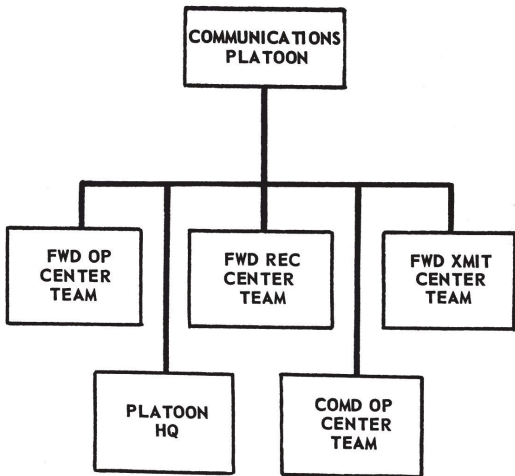 COMMUNICATIONS
PLATOON
FWD OP
CENTER
TEAM
FWD REC
CENTER
TEAM
FWD XMIT
CENTER
TEAM
PLATOON
HQ
COMD OP
CENTER
TEAM